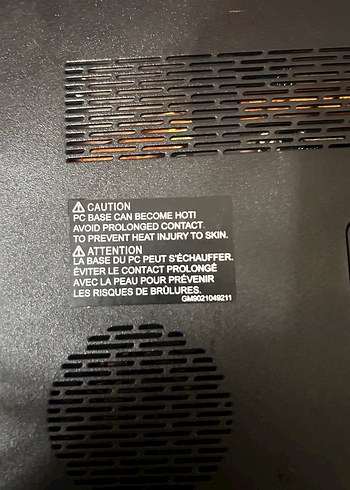 ⚠ CAUTION
PC BASE CAN BECOME HOT!
AVOID PROLONGED CONTACT
TO PREVENT HEAT INJURY TO SKIN.
⚠ ATTENTION
LA BASE DU PC PEUT S'ÉCHAUFFER.
ÉVITER LE CONTACT PROLONGÉ
AVEC LA PEAU POUR PRÉVENIR
LES RISQUES DE BRÛLURES.
GM9021049211